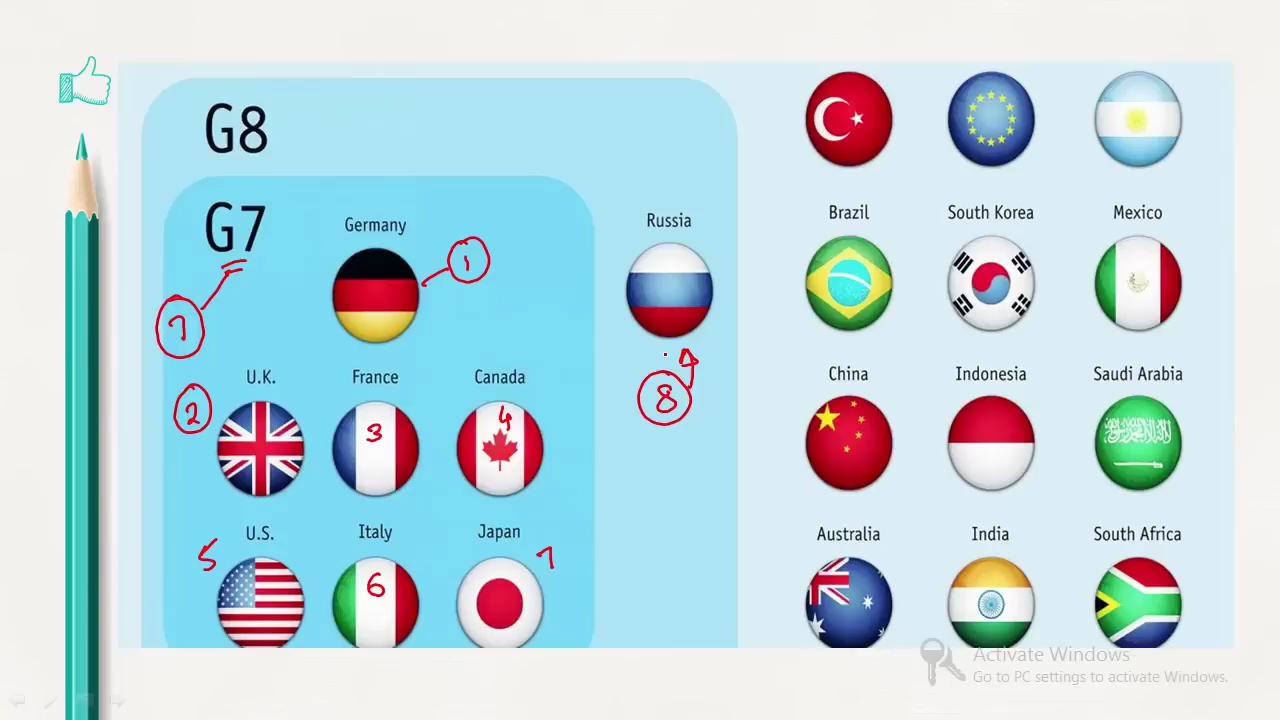 G8
G7
Germany
1
Russia
7
8
U.K.
France
Canada
2
3
4
U.S.
Italy
Japan
5
6
7
Brazil
South Korea
Mexico
China
Indonesia
Saudi Arabia
Australia
India
South Africa
Activate Windows
Go to PC settings to activate Windows.